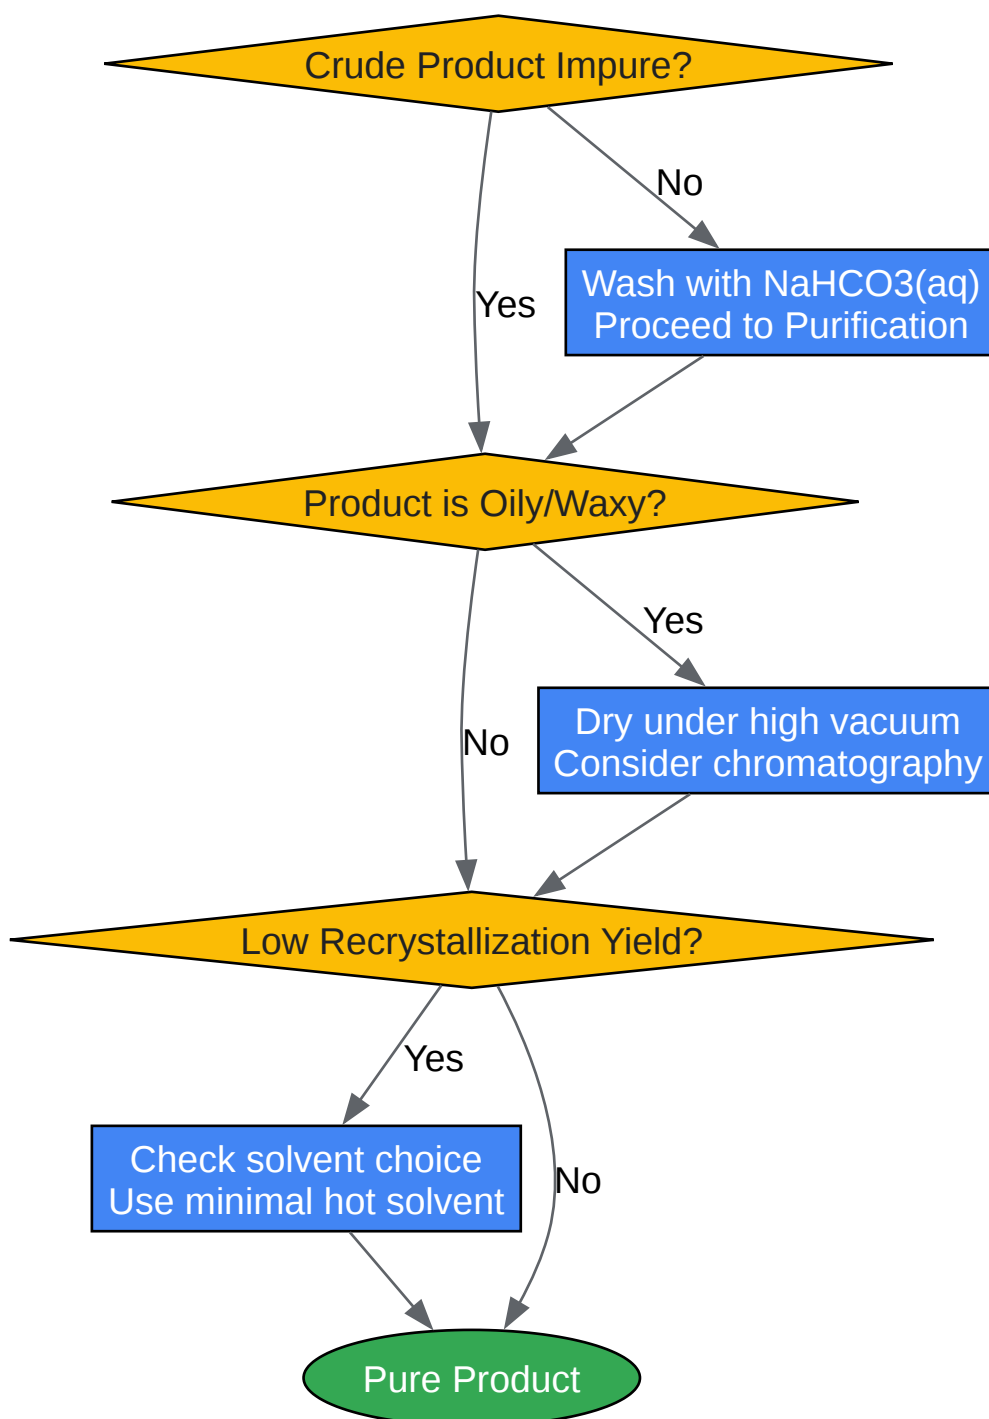 Crude Product Impure?
No
Yes
Wash with NaHCO3(aq)
Proceed to Purification
Product is Oily/Waxy?
Yes
No
Dry under high vacuum
Consider chromatography
Low Recrystallization Yield?
Yes
Check solvent choice
Use minimal hot solvent
No
Pure Product